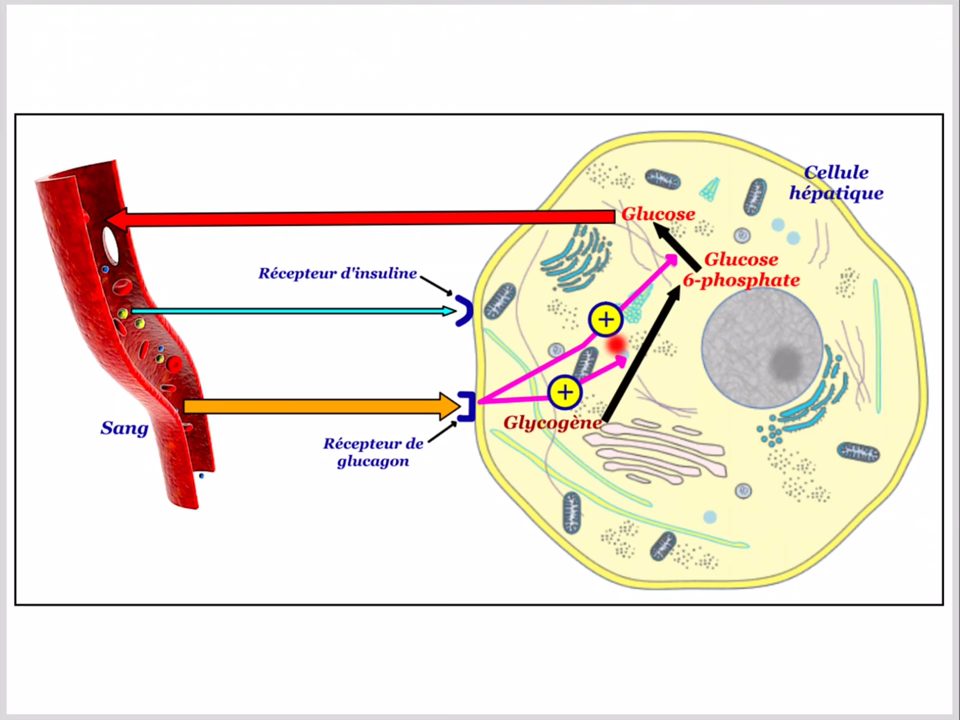 Cellule
hépatique
Glucose
Glucose
6-phosphate
Récepteur d'insuline
+
+
Glycogène
Sang
Récepteur de
glucagon